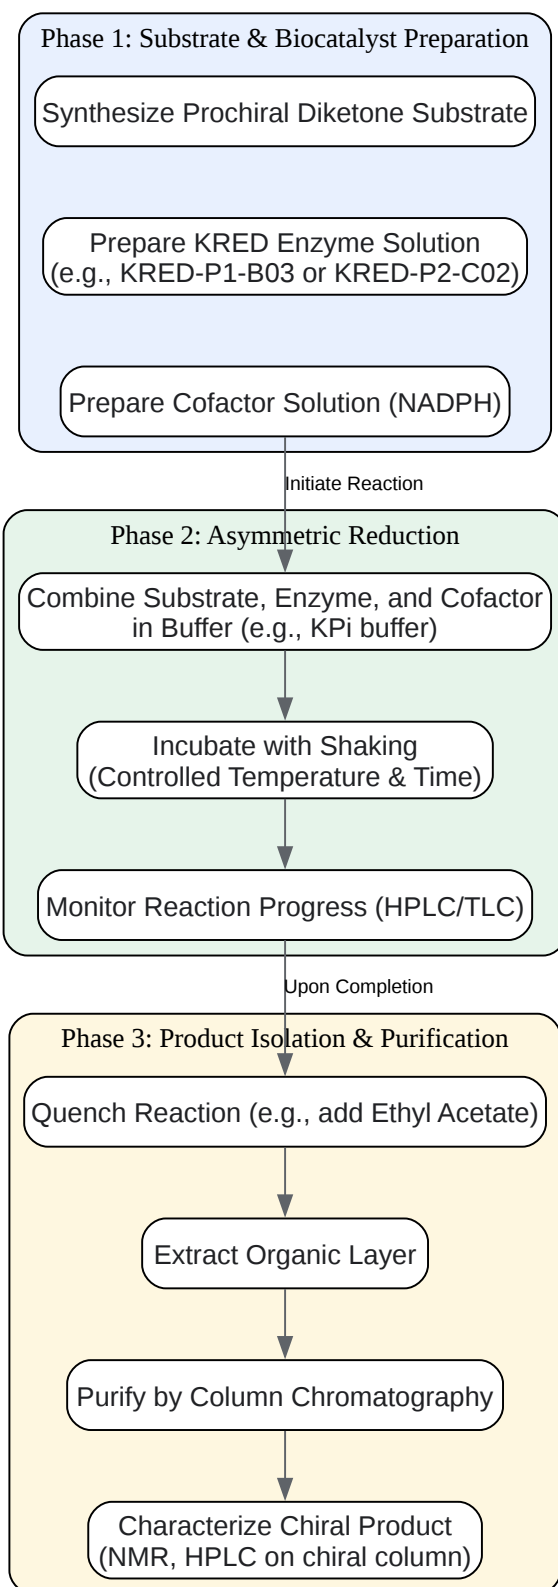 Phase 1: Substrate & Biocatalyst Preparation
Synthesize Prochiral Diketone Substrate
Prepare KRED Enzyme Solution
(e.g., KRED-P1-B03 or KRED-P2-C02)
Prepare Cofactor Solution (NADPH)
Initiate Reaction
Phase 2: Asymmetric Reduction
Combine Substrate, Enzyme, and Cofactor
in Buffer (e.g., KPi buffer)
Incubate with Shaking
(Controlled Temperature & Time)
Monitor Reaction Progress (HPLC/TLC)
Upon Completion
Phase 3: Product Isolation & Purification
Quench Reaction (e.g., add Ethyl Acetate)
Extract Organic Layer
Purify by Column Chromatography
Characterize Chiral Product
(NMR, HPLC on chiral column)